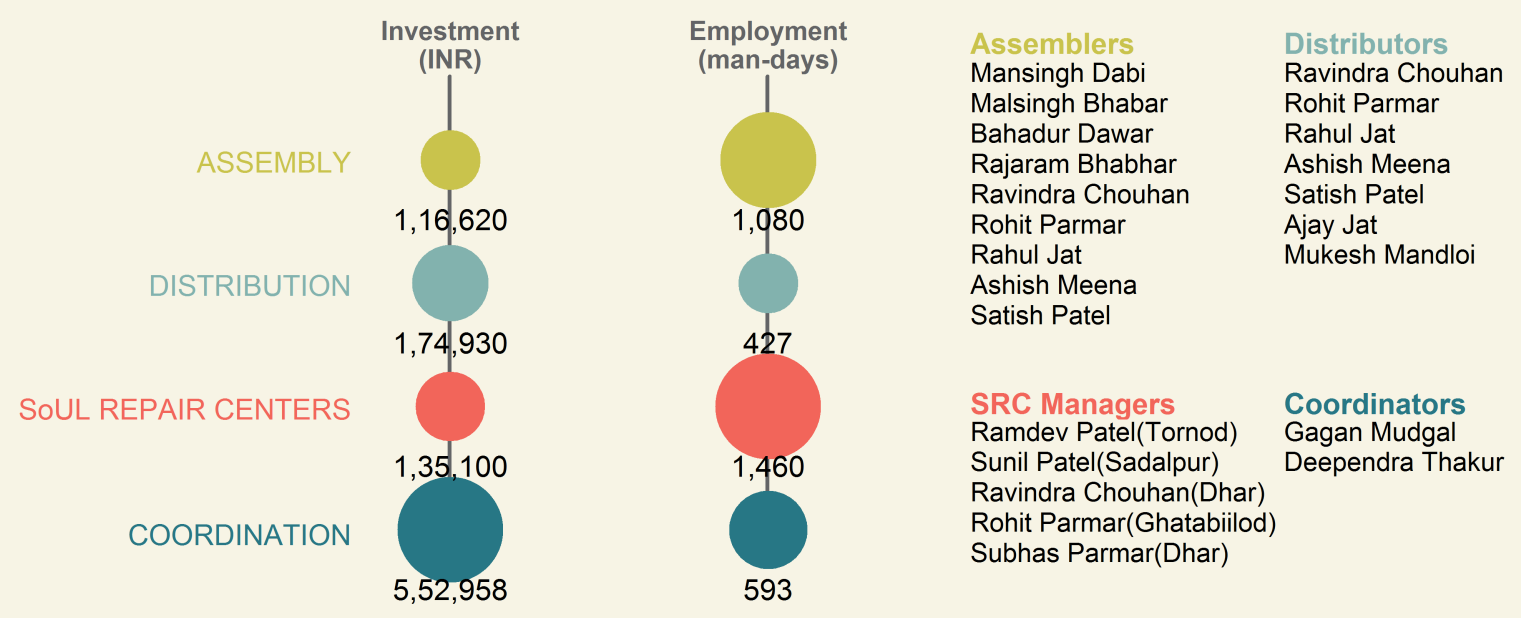 Investment
(INR)
Employment
(man-days)
ASSEMBLY
1,16,620
1,080
DISTRIBUTION
1,74,930
427
SoUL REPAIR CENTERS
1,35,100
1,460
COORDINATION
5,52,958
593
Assemblers
Mansingh Dabi
Malsingh Bhabar
Bahadur Dawar
Rajaram Bhabhar
Ravindra Chouhan
Rohit Parmar
Rahul Jat
Ashish Meena
Satish Patel
Distributors
Ravindra Chouhan
Rohit Parmar
Rahul Jat
Ashish Meena
Satish Patel
Ajay Jat
Mukesh Mandloi
SRC Managers
Ramdev Patel(Tornod)
Sunil Patel(Sadalpur)
Ravindra Chouhan(Dhar)
Rohit Parmar(Ghatabiilod)
Subhas Parmar(Dhar)
Coordinators
Gagan Mudgal
Deependra Thakur